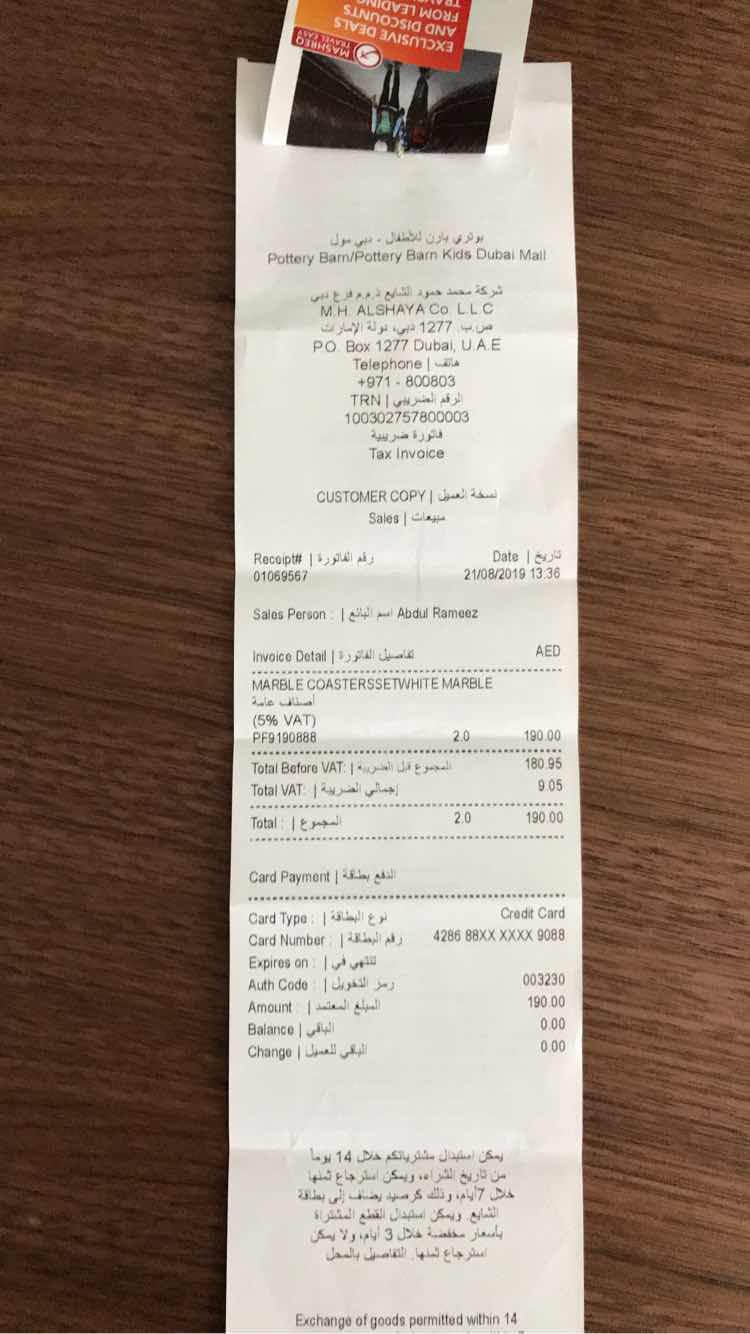 TRAV
FROM LEADING
AND DISCOUNTS
EXCLUSIVE DEALS
MASHREQ
TRAVEL EASY
بوتري بارن للأطفال - دبي مول
Pottery Barn/Pottery Barn Kids Dubai Mall
شركة محمد حمود الشايع ذ.م.م فرع دبي
M.H. ALSHAYA Co. L.L.C
ص.ب. 1277 دبي، دولة الإمارات
P.O. Box 1277 Dubai, U.A.E
Telephone | هاتف
+971 - 800803
TRN | الرقم الضريبي
100302757800003
فاتورة ضريبية
Tax Invoice
CUSTOMER COPY | نسخة العميل
Sales | مبيعات
Receipt# | رقم الفاتورة Date | تاريخ
01069567 21/08/2019 13:36
Sales Person : | اسم البائع Abdul Rameez
Invoice Detail | تفاصيل الفاتورة AED
MARBLE COASTERSSETWHITE MARBLE
أصناف عامة
(5% VAT)
PF9190888 2.0 190.00
Total Before VAT: | المجموع قبل الضريبة 180.95
Total VAT: | إجمالي الضريبة 9.05
Total : | المجموع 2.0 190.00
Card Payment | الدفع بطاقة
Card Type : | نوع البطاقة Credit Card
Card Number : | رقم البطاقة 4286 88XX XXXX 9088
Expires on : | تنتهي في
Auth Code : | رمز التخويل 003230
Amount : | المبلغ المعتمد 190.00
Balance | الباقي 0.00
Change | الباقي للعميل 0.00
يمكن استبدال مشترياتكم خلال 14 يوماً
من تاريخ الشراء، ويمكن استرجاع ثمنها
خلال 7أيام، وذلك كرصيد يضاف إلى بطاقة
الشايع. ويمكن استبدال القطع المشتراة
بأسعار مخفضة خلال 3 أيام، ولا يمكن
استرجاع ثمنها. التفاصيل بالمحل
Exchange of goods permitted within 14